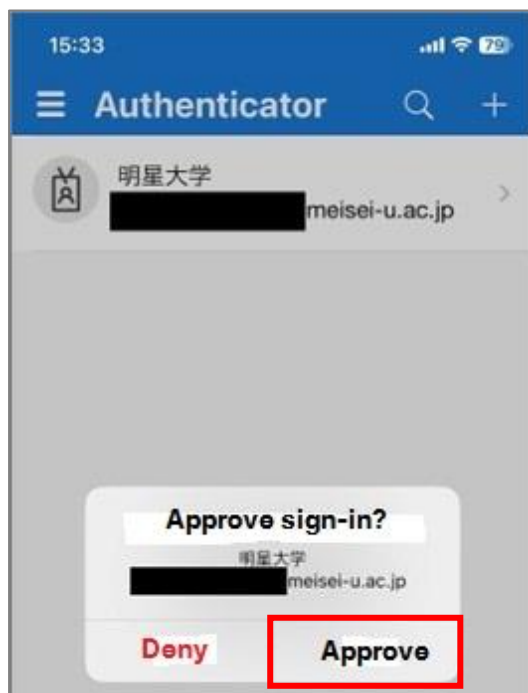 15:33
79
Authenticator
明星大学
meisei-u.ac.jp
Approve sign-in?
明星大学
meisei-u.ac.jp
Deny
Approve